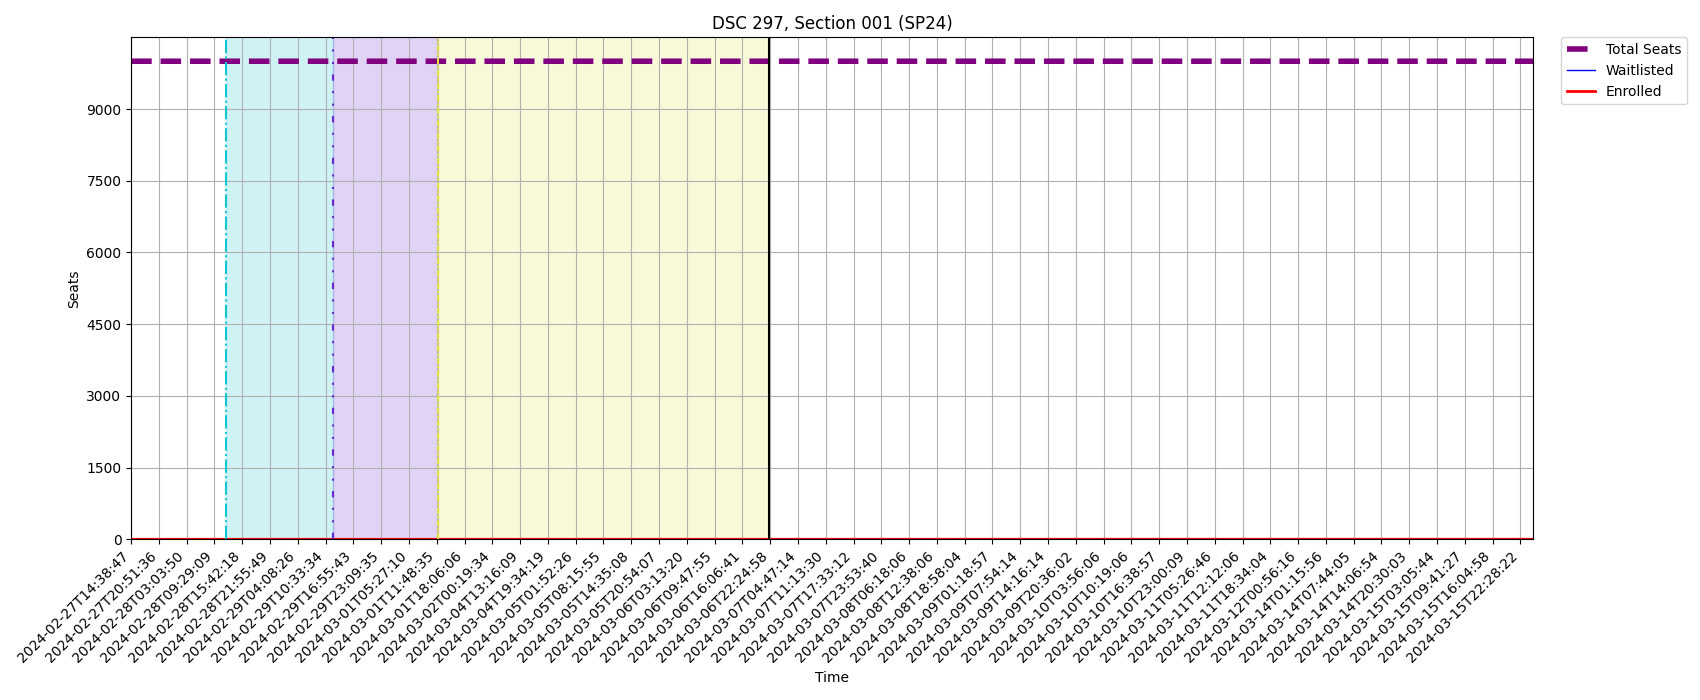 DSC 297, Section 001 (SP24)
Total Seats
Waitlisted
Enrolled
Seats
9000
7500
6000
4500
3000
1500
0
2024-02-27T14:38:47
2024-02-27T20:51:36
2024-02-28T03:03:50
2024-02-28T09:29:09
2024-02-28T15:42:18
2024-02-28T21:55:49
2024-02-29T04:08:26
2024-02-29T10:33:34
2024-02-29T16:55:43
2024-02-29T23:09:35
2024-03-01T05:27:10
2024-03-01T11:48:35
2024-03-01T18:06:06
2024-03-02T00:19:34
2024-03-04T13:16:09
2024-03-04T19:34:19
2024-03-05T01:52:26
2024-03-05T08:15:55
2024-03-05T14:35:08
2024-03-05T20:54:07
2024-03-06T03:13:20
2024-03-06T09:47:55
2024-03-06T16:06:41
2024-03-06T22:24:58
2024-03-07T04:47:14
2024-03-07T11:13:30
2024-03-07T17:33:12
2024-03-07T23:53:40
2024-03-08T06:18:06
2024-03-08T12:38:06
2024-03-08T18:58:04
2024-03-09T01:18:57
2024-03-09T07:54:14
2024-03-09T14:16:14
2024-03-09T20:36:02
2024-03-10T03:56:06
2024-03-10T10:19:06
2024-03-10T16:38:57
2024-03-10T23:00:09
2024-03-11T05:26:46
2024-03-11T12:12:06
2024-03-11T18:34:04
2024-03-12T00:56:16
2024-03-14T01:15:56
2024-03-14T07:44:05
2024-03-14T14:06:54
2024-03-14T20:30:03
2024-03-15T03:05:44
2024-03-15T09:41:27
2024-03-15T16:04:58
2024-03-15T22:28:22
Time